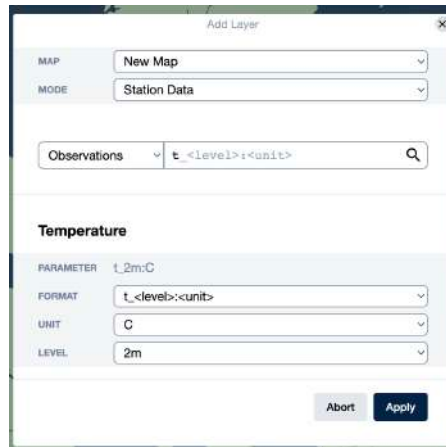 Add Layer
MAP New Map
MODE Station Data
Observations t_<level>:<unit>
Temperature
PARAMETER t_2m:C
FORMAT t_<level>:<unit>
UNIT C
LEVEL 2m
Abort Apply